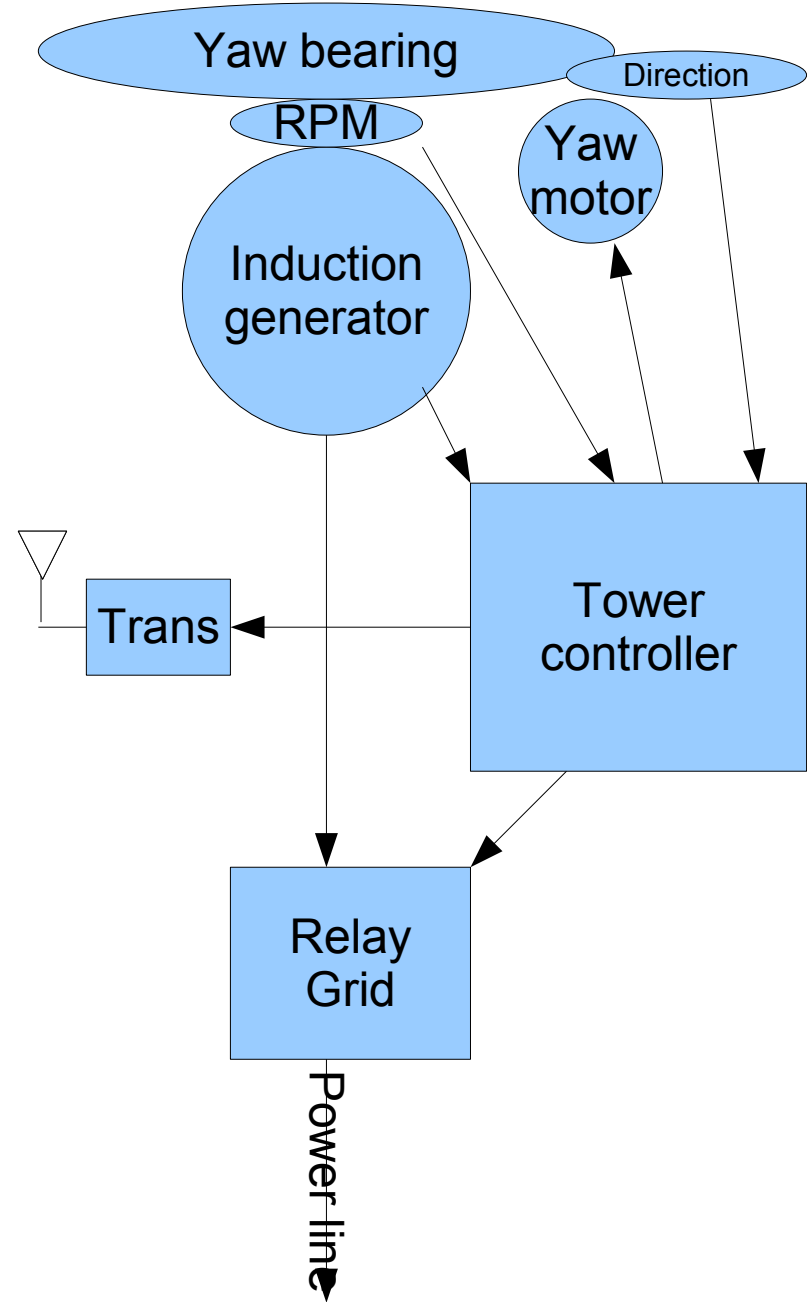 Yaw bearing
Direction
RPM
Yaw
motor
Induction
generator
Tower
controller
Trans
Relay
Grid
Power line